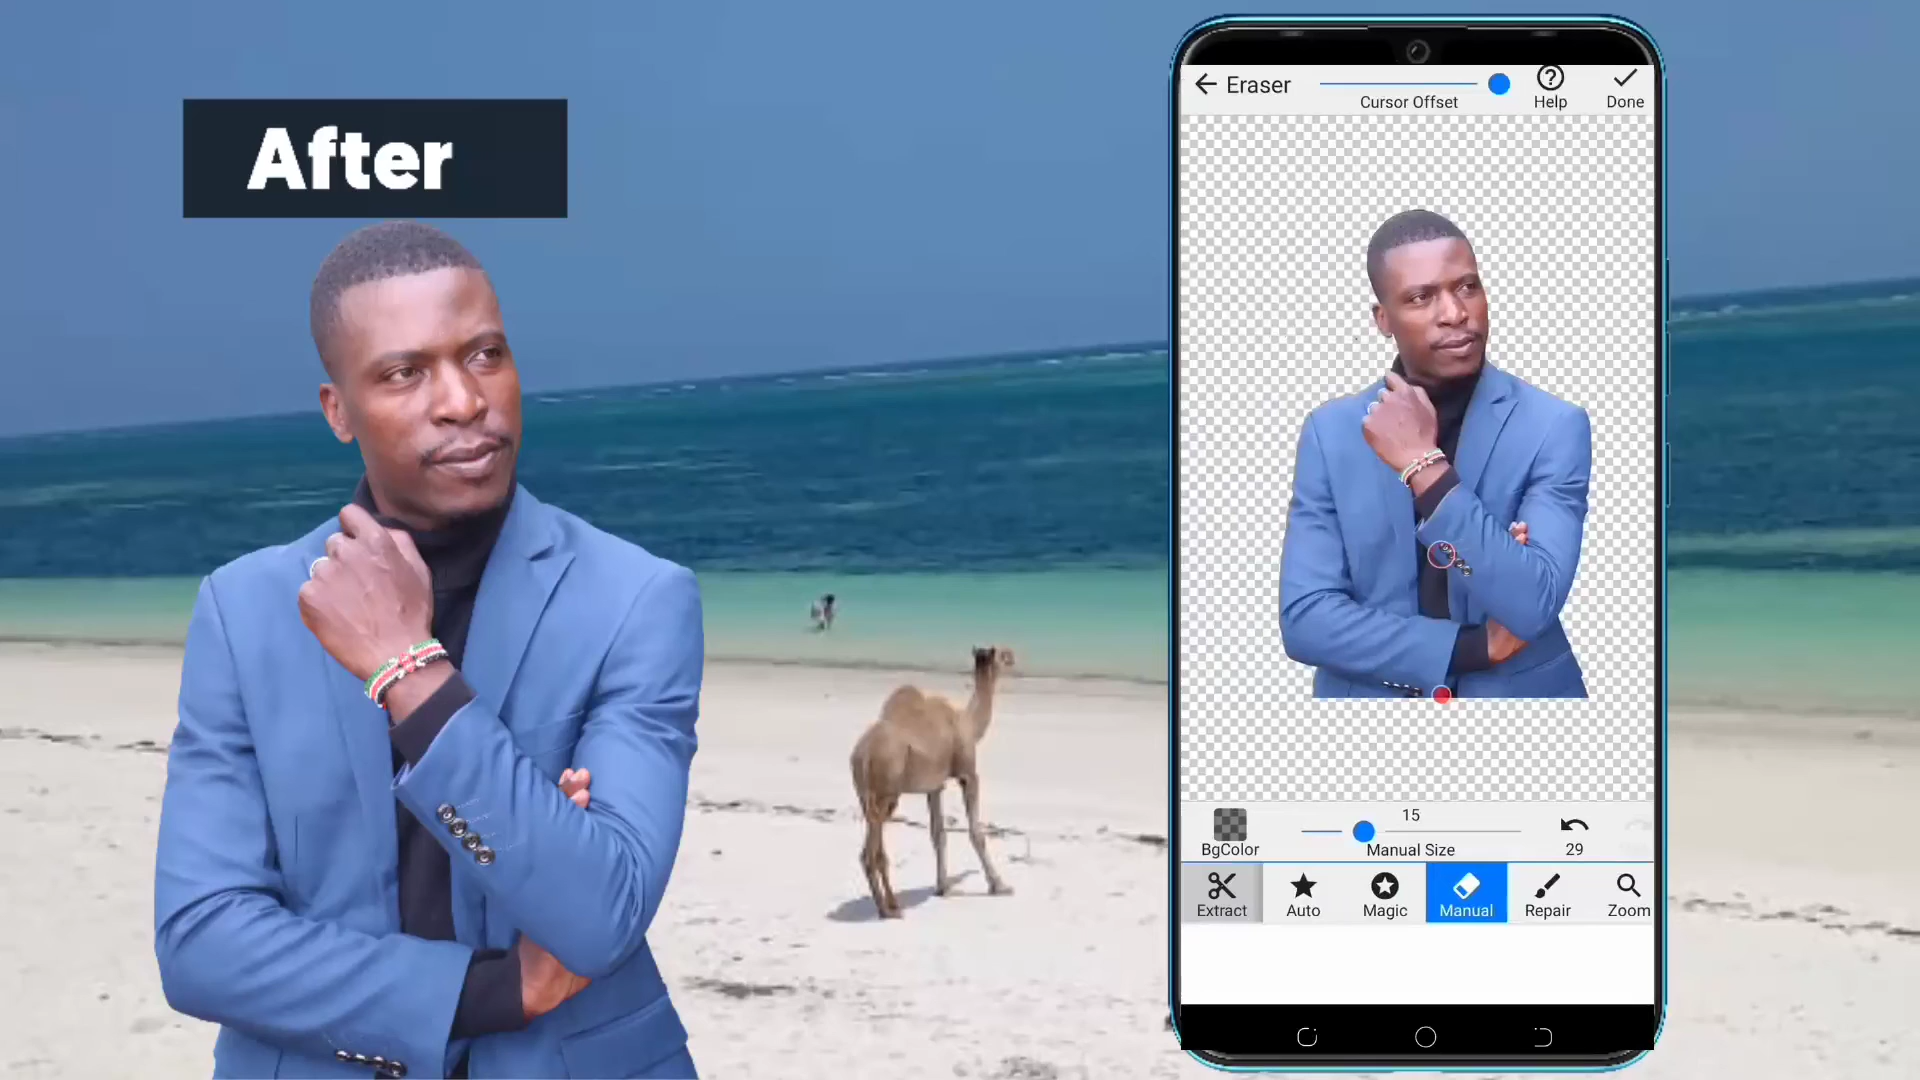 After
Eraser
Cursor Offset
Help
Done
15
BgColor
Manual Size
29
Extract
Auto
Magic
Manual
Repair
Zoom